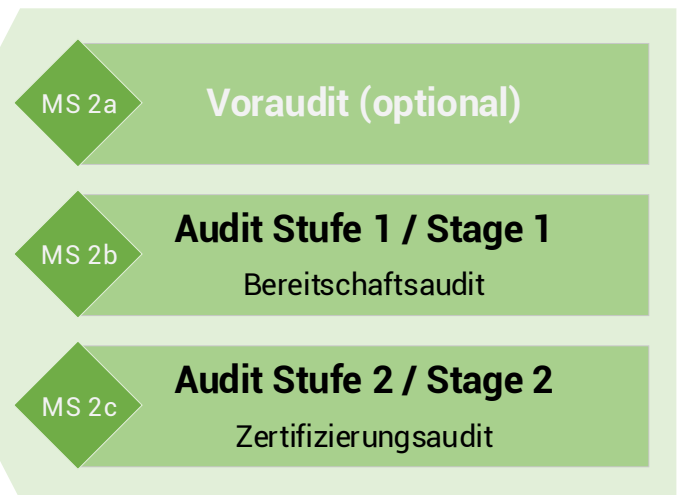 MS 2a
Voraudit (optional)
MS 2b
Audit Stufe 1 / Stage 1
Bereitschaftsaudit
MS 2c
Audit Stufe 2 / Stage 2
Zertifizierungsaudit